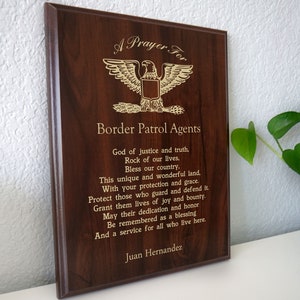 A Prayer For
Border Patrol Agents
God of justice and truth,
Rock of our lives,
Bless our country,
This unique and wonderful land,
With your protection and grace,
Protect those who guard and defend it.
Grant them lives of joy and bounty.
May their dedication and honor
Be remembered as a blessing
And a service for all who live here.
Juan Hernandez